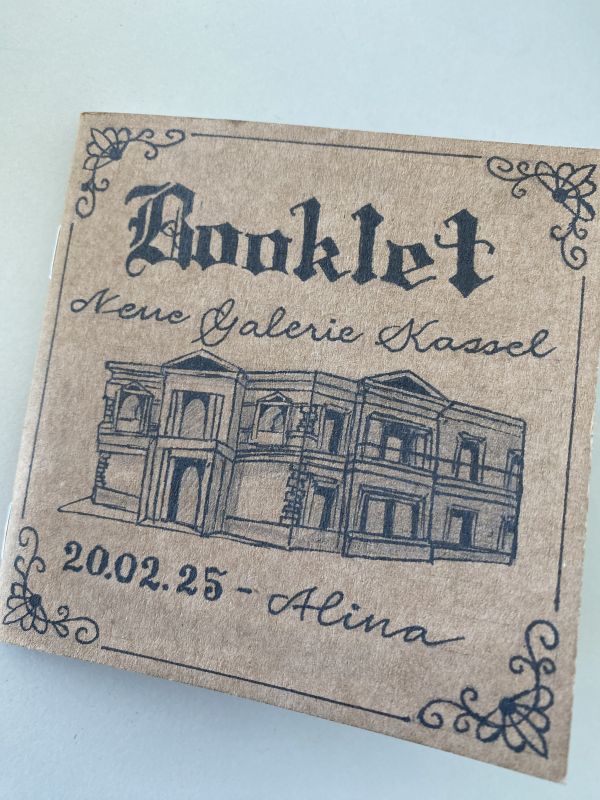 Booklet
Neue Galerie Kassel
20.02.25 - Alina